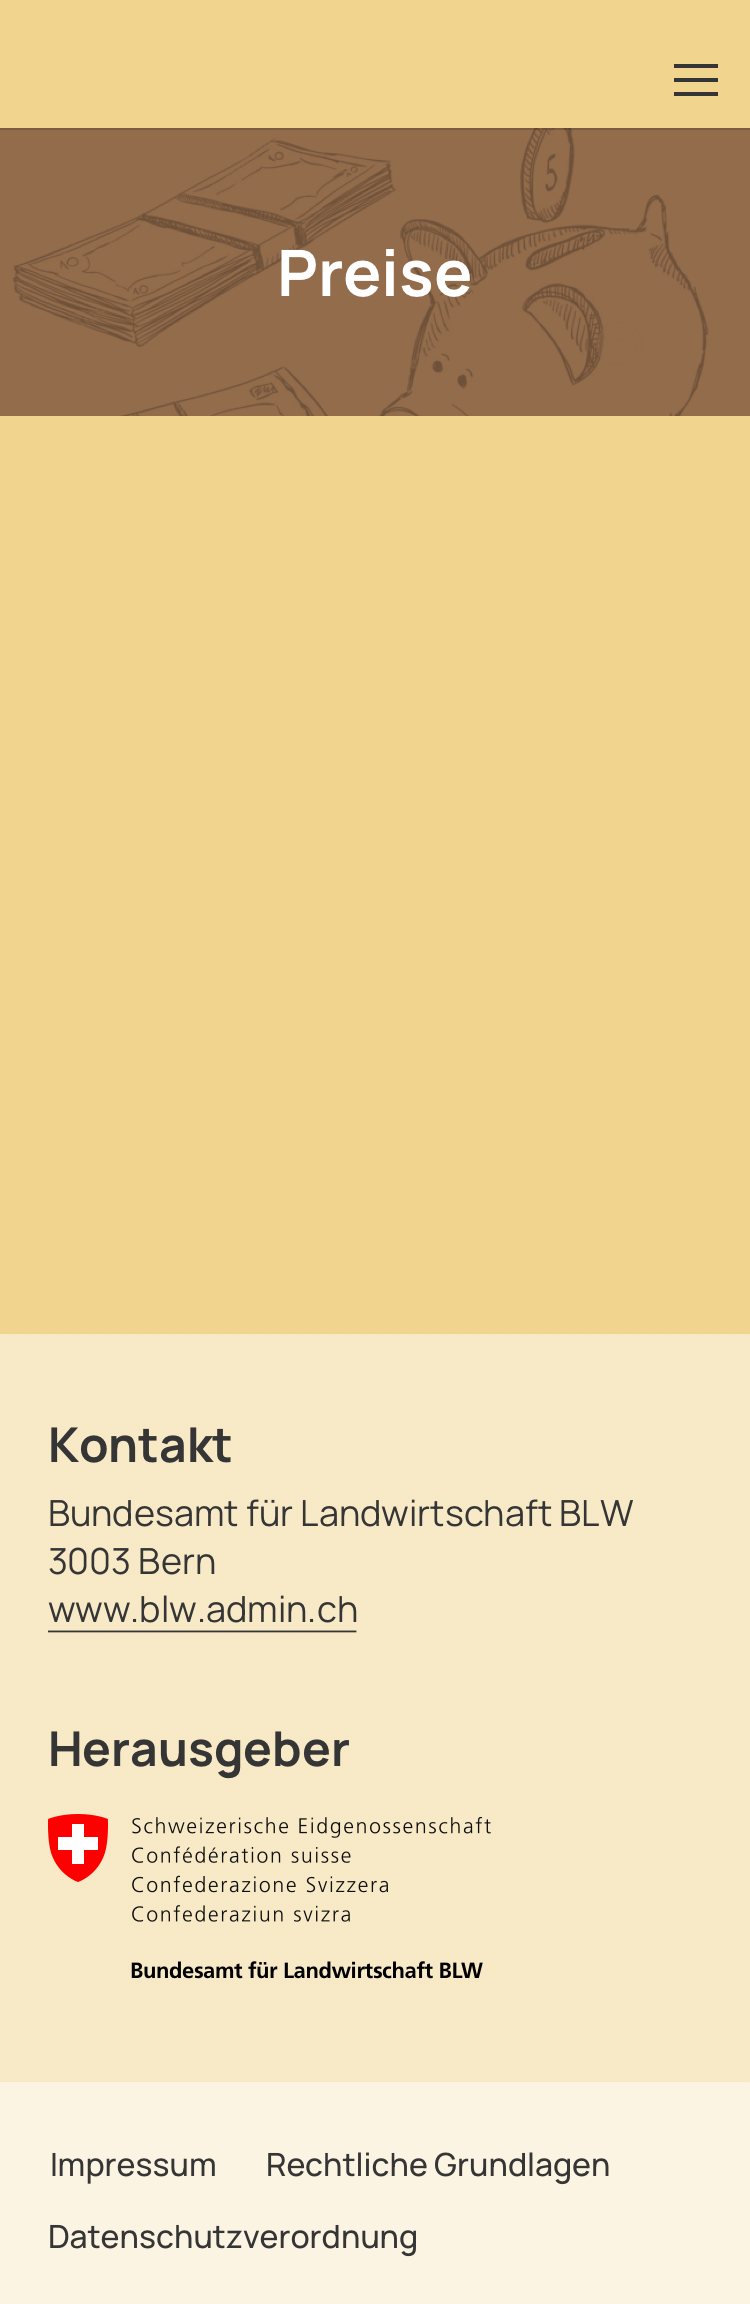 Preise
5
Kontakt
Bundesamt für Landwirtschaft BLW
3003 Bern
www.blw.admin.ch
Herausgeber
Schweizerische Eidgenossenschaft
Confédération suisse
Confederazione Svizzera
Confederaziun svizra
Bundesamt für Landwirtschaft BLW
Impressum Rechtliche Grundlagen
Datenschutzverordnung